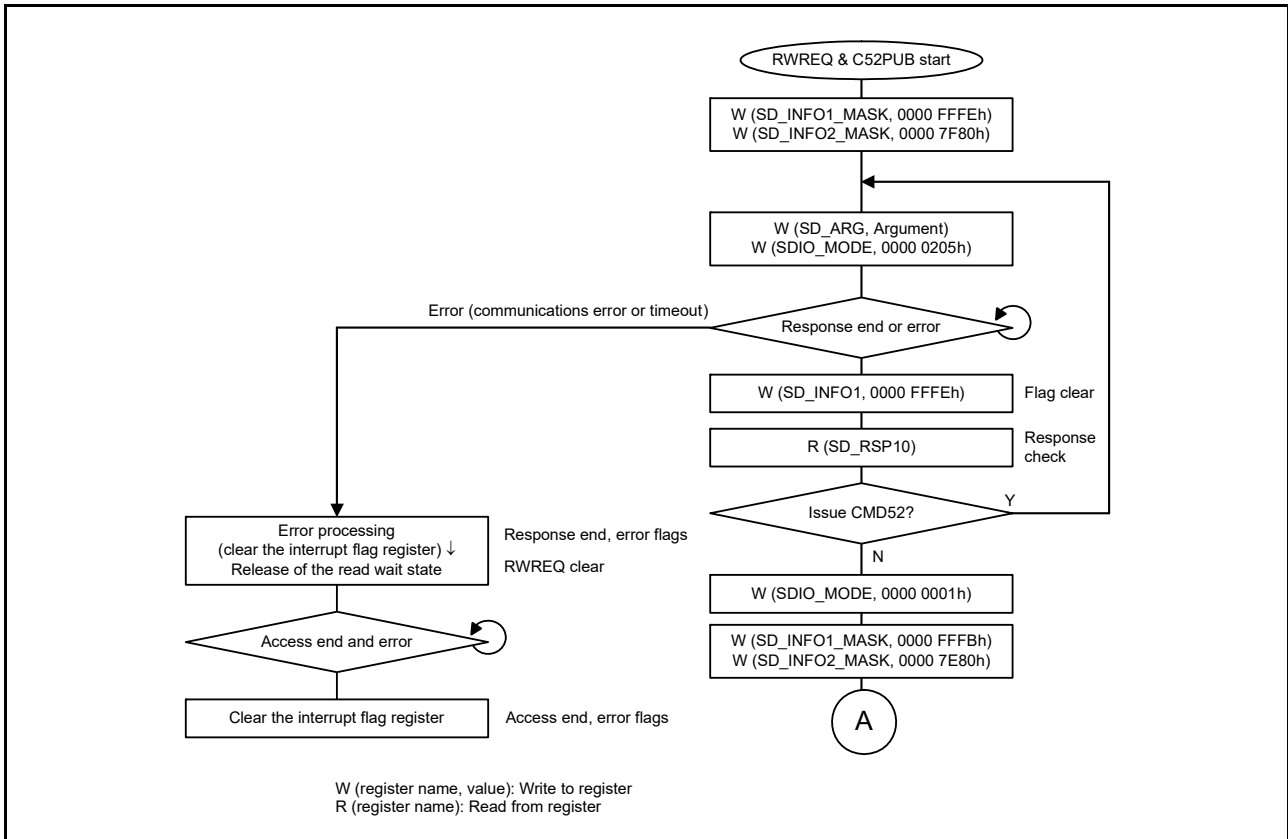 RWREQ & C52PUB start
W (SD_INFO1_MASK, 0000 FFFEh)
W (SD_INFO2_MASK, 0000 7F80h)
W (SD_ARG, Argument)
W (SDIO_MODE, 0000 0205h)
Error (communications error or timeout)
Response end or error
W (SD_INFO1, 0000 FFFEh)
Flag clear
R (SD_RSP10)
Response
check
Issue CMD52?
Y
N
Error processing
(clear the interrupt flag register) ↓
Release of the read wait state
Response end, error flags
RWREQ clear
W (SDIO_MODE, 0000 0001h)
Access end and error
W (SD_INFO1_MASK, 0000 FFFBh)
W (SD_INFO2_MASK, 0000 7E80h)
Clear the interrupt flag register
Access end, error flags
A
W (register name, value): Write to register
R (register name): Read from register